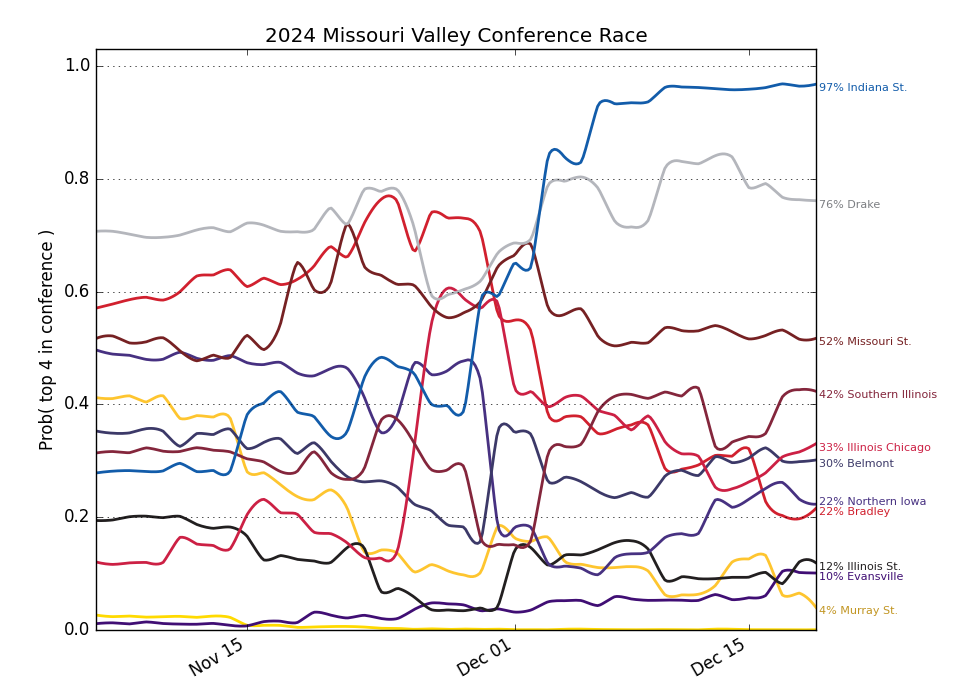 2024 Missouri Valley Conference Race
Prob( top 4 in conference )
1.0
0.8
0.6
0.4
0.2
0.0
Nov 15
Dec 01
Dec 15
97% Indiana St.
76% Drake
52% Missouri St.
42% Southern Illinois
33% Illinois Chicago
30% Belmont
22% Northern Iowa
22% Bradley
12% Illinois St.
10% Evansville
4% Murray St.